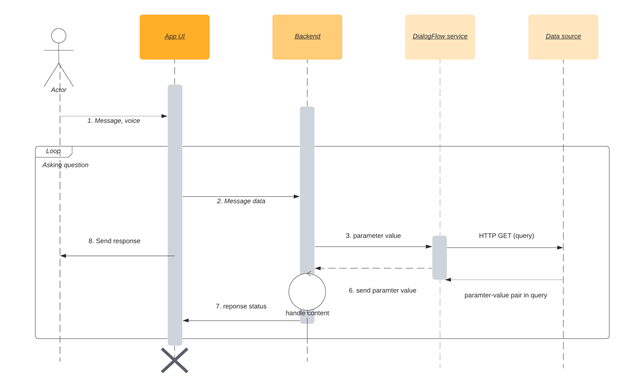 App UI
Backend
DialogFlow service
Data source
Actor
1. Message, voice
Loop
Asking question
2. Message data
3. parameter value
HTTP GET (query)
8. Send response
6. send paramter value
paramter-value pair in query
7. reponse status
handle content